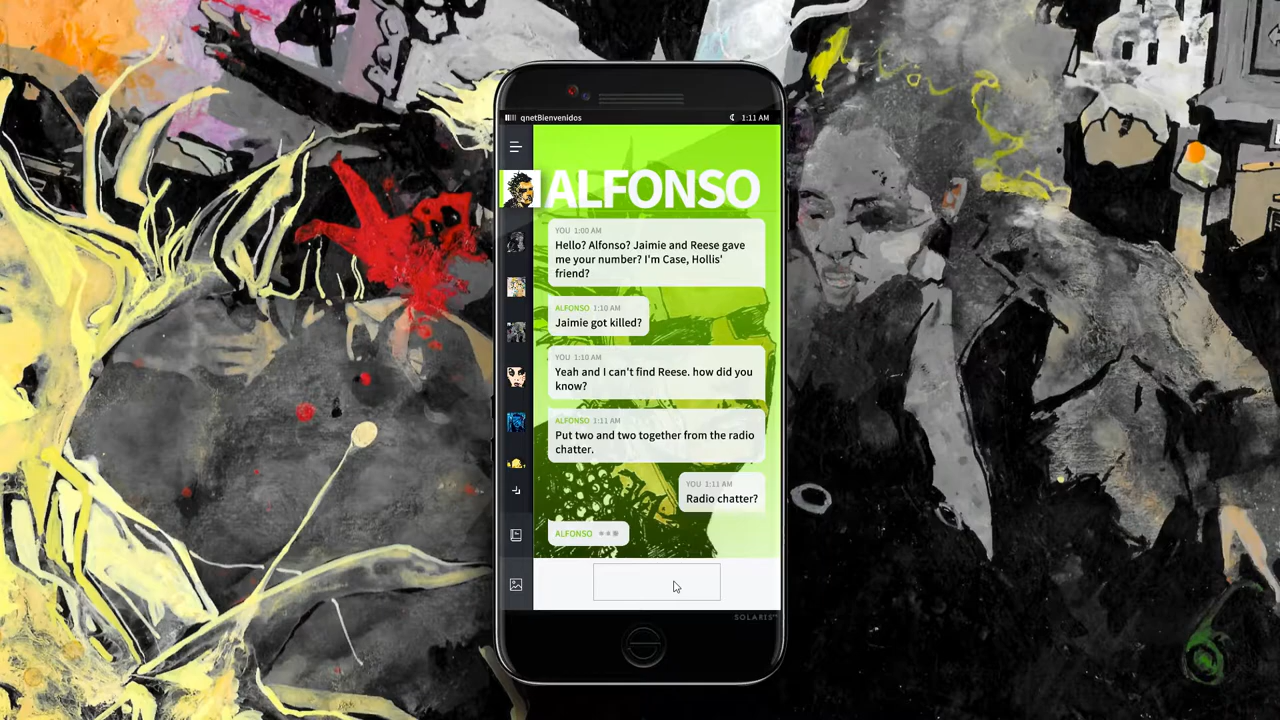 qnetBienvenidos
1:11 AM
ALFONSO
YOU 1:00 AM
Hello? Alfonso? Jaimie and Reese gave
me your number? I'm Case, Hollis'
friend?
ALFONSO 1:10 AM
Jaimie got killed?
YOU 1:10 AM
Yeah and I can't find Reese. how did you
know?
ALFONSO 1:11 AM
Put two and two together from the radio
chatter.
YOU 1:11 AM
Radio chatter?
ALFONSO
SOLARIS